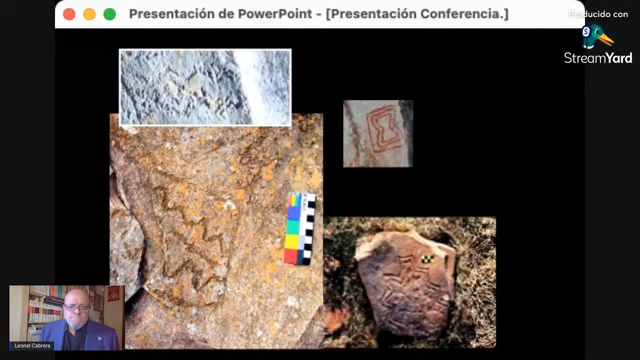 Presentación de PowerPoint - [Presentación Conferencia.]
Producido con
StreamYard
Leonel Cabrera